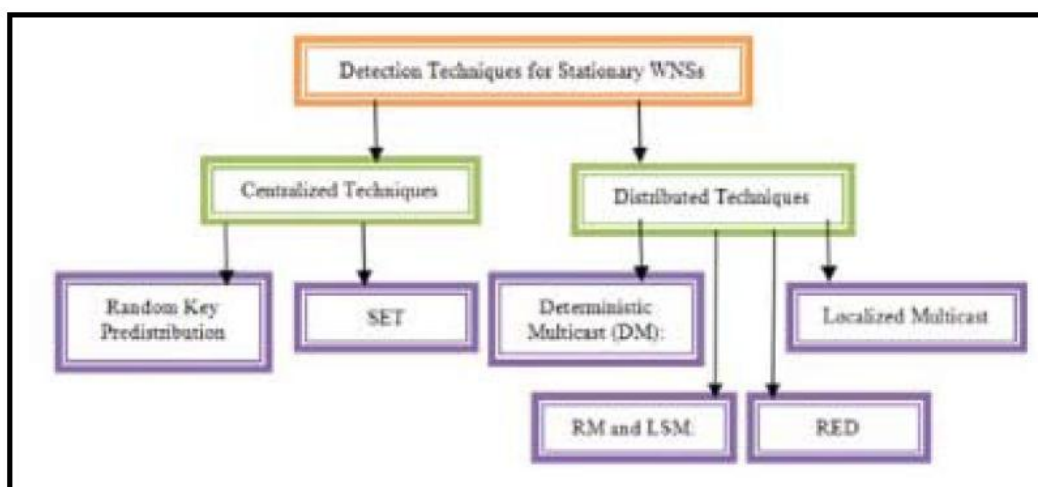 Detection Techniques for Stationary WNSs
Centralized Techniques
Distributed Techniques
Random Key
Predistribution
SET
Deterministic
Multicast (DM):
Localized Multicast
RM and LSM:
RED